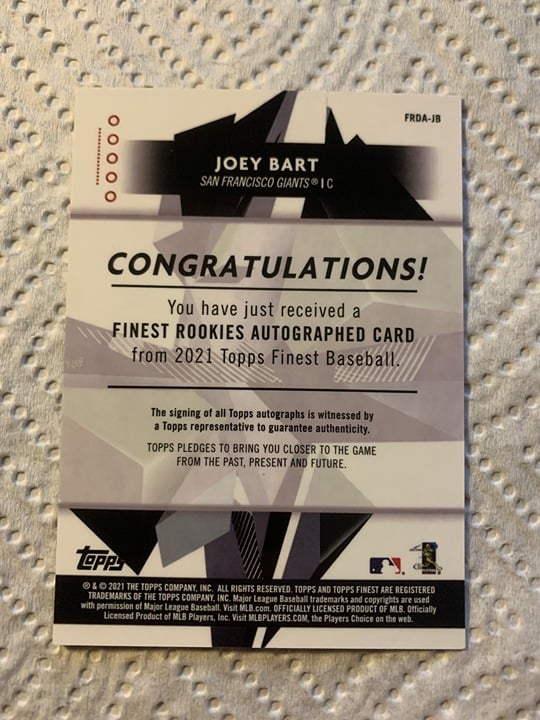 FRDA-JB
JOEY BART
SAN FRANCISCO GIANTS® | C
CONGRATULATIONS!
You have just received a
FINEST ROOKIES AUTOGRAPHED CARD
from 2021 Topps Finest Baseball.
The signing of all Topps autographs is witnessed by
a Topps representative to guarantee authenticity.
TOPPS PLEDGES TO BRING YOU CLOSER TO THE GAME
FROM THE PAST, PRESENT AND FUTURE.
topps
® & © 2021 THE TOPPS COMPANY, INC. ALL RIGHTS RESERVED. TOPPS AND TOPPS FINEST ARE REGISTERED
TRADEMARKS OF THE TOPPS COMPANY, INC. Major League Baseball trademarks and copyrights are used
with permission of Major League Baseball. Visit MLB.com. OFFICIALLY LICENSED PRODUCT OF MLB. Officially
Licensed Product of MLB Players, Inc. Visit MLBPLAYERS.COM, the Players Choice on the web.